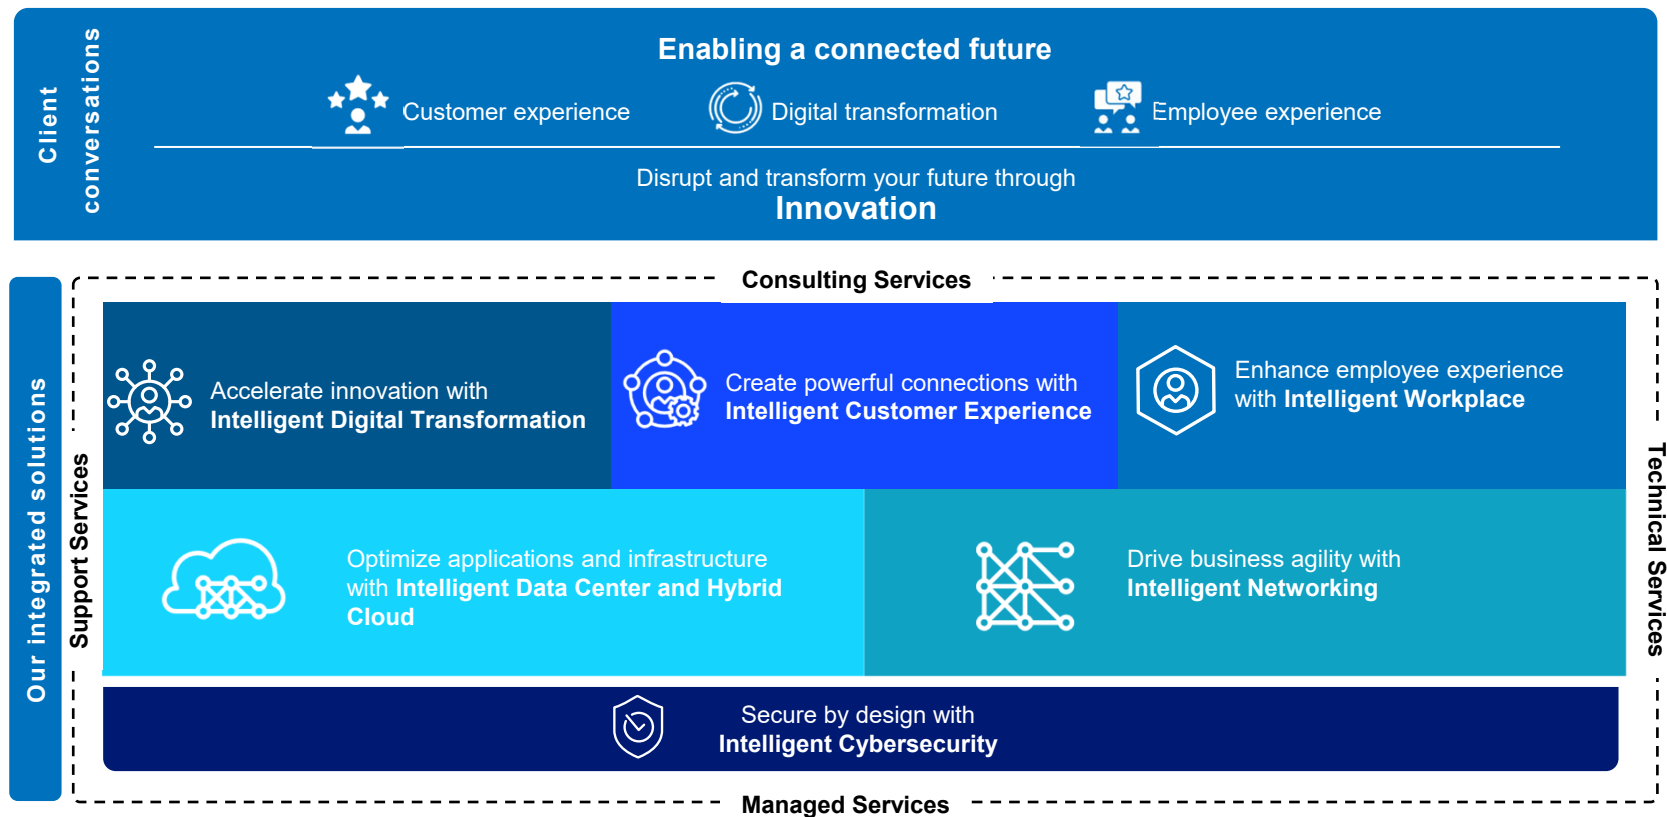 Client
conversations
Enabling a connected future
Customer experience
Digital transformation
Employee experience
Disrupt and transform your future through
Innovation
Our integrated solutions
Consulting Services
Support Services
Technical Services
Accelerate innovation with
Intelligent Digital Transformation
Create powerful connections with
Intelligent Customer Experience
Enhance employee experience
with Intelligent Workplace
Optimize applications and infrastructure
with Intelligent Data Center and Hybrid
Cloud
Drive business agility with
Intelligent Networking
Secure by design with
Intelligent Cybersecurity
Managed Services